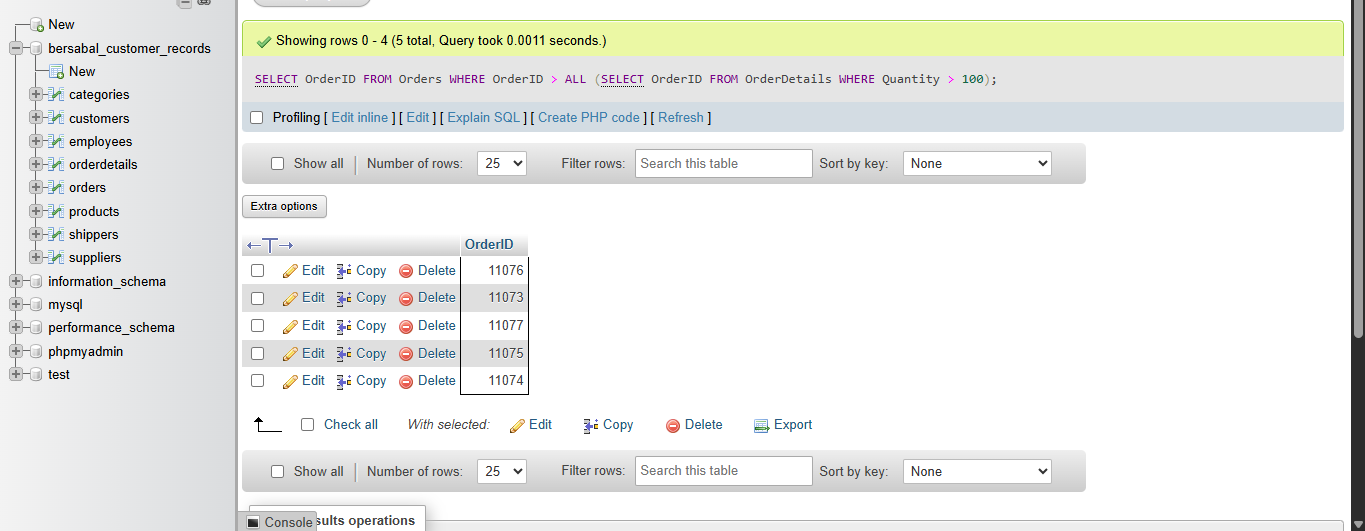 New
bersabal_customer_records
New
categories
customers
employees
orderdetails
orders
products
shippers
suppliers
information_schema
mysql
performance_schema
phpmyadmin
test
Showing rows 0 - 4 (5 total, Query took 0.0011 seconds.)
SELECT OrderID FROM Orders WHERE OrderID > ALL (SELECT OrderID FROM OrderDetails WHERE Quantity > 100);
Profiling [ Edit inline ] [ Edit ] [ Explain SQL ] [ Create PHP code ] [ Refresh ]
Show all | Number of rows: 25 Filter rows: Search this table Sort by key: None
Extra options
←T→ OrderID
Edit Copy Delete 11076
Edit Copy Delete 11073
Edit Copy Delete 11077
Edit Copy Delete 11075
Edit Copy Delete 11074
Check all With selected: Edit Copy Delete Export
Show all | Number of rows: 25 Filter rows: Search this table Sort by key: None
Console sults operations